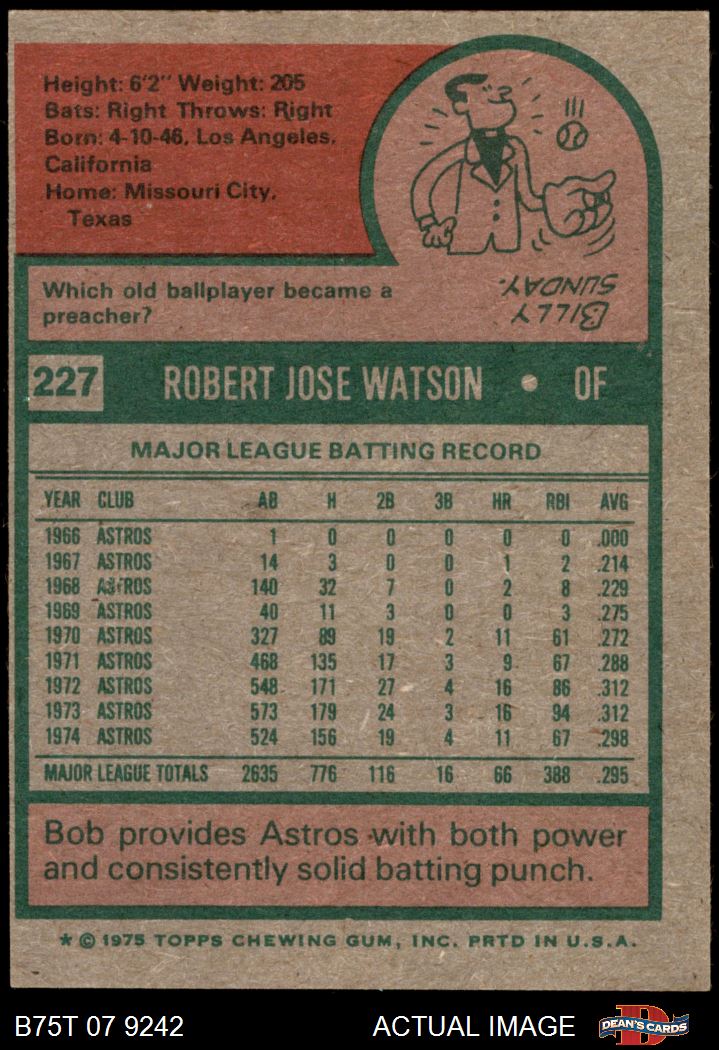 Height: 6'2" Weight: 205
Bats: Right Throws: Right
Born: 4-10-46, Los Angeles,
California
Home: Missouri City,
Texas
Which old ballplayer became a
preacher?
BILLY
SUNDAY.
227 ROBERT JOSE WATSON • OF
MAJOR LEAGUE BATTING RECORD
YEAR CLUB AB H 2B 3B HR RBI AVG
1966 ASTROS 1 0 0 0 0 0 .000
1967 ASTROS 14 3 0 0 1 2 .214
1968 ASTROS 140 32 7 0 2 8 .229
1969 ASTROS 40 11 3 0 0 3 .275
1970 ASTROS 327 89 19 2 11 61 .272
1971 ASTROS 468 135 17 3 9 67 .288
1972 ASTROS 548 171 27 4 16 86 .312
1973 ASTROS 573 179 24 3 16 94 .312
1974 ASTROS 524 156 19 4 11 67 .298
MAJOR LEAGUE TOTALS 2635 776 116 16 66 388 .295
Bob provides Astros with both power
and consistently solid batting punch.
* © 1975 TOPPS CHEWING GUM, INC. PRTD IN U.S.A.
B75T 07 9242 ACTUAL IMAGE DEAN'S CARDS